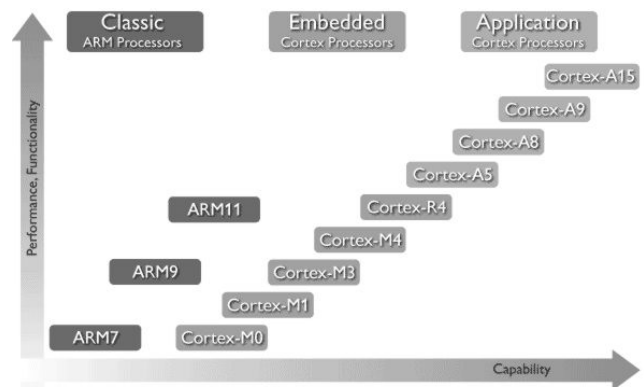 Classic
ARM Processors
Embedded
Cortex Processors
Application
Cortex Processors
Performance, Functionality
Cortex-A15
Cortex-A9
Cortex-A8
Cortex-A5
ARM11
Cortex-R4
Cortex-M4
ARM9
Cortex-M3
Cortex-M1
ARM7
Cortex-M0
Capability